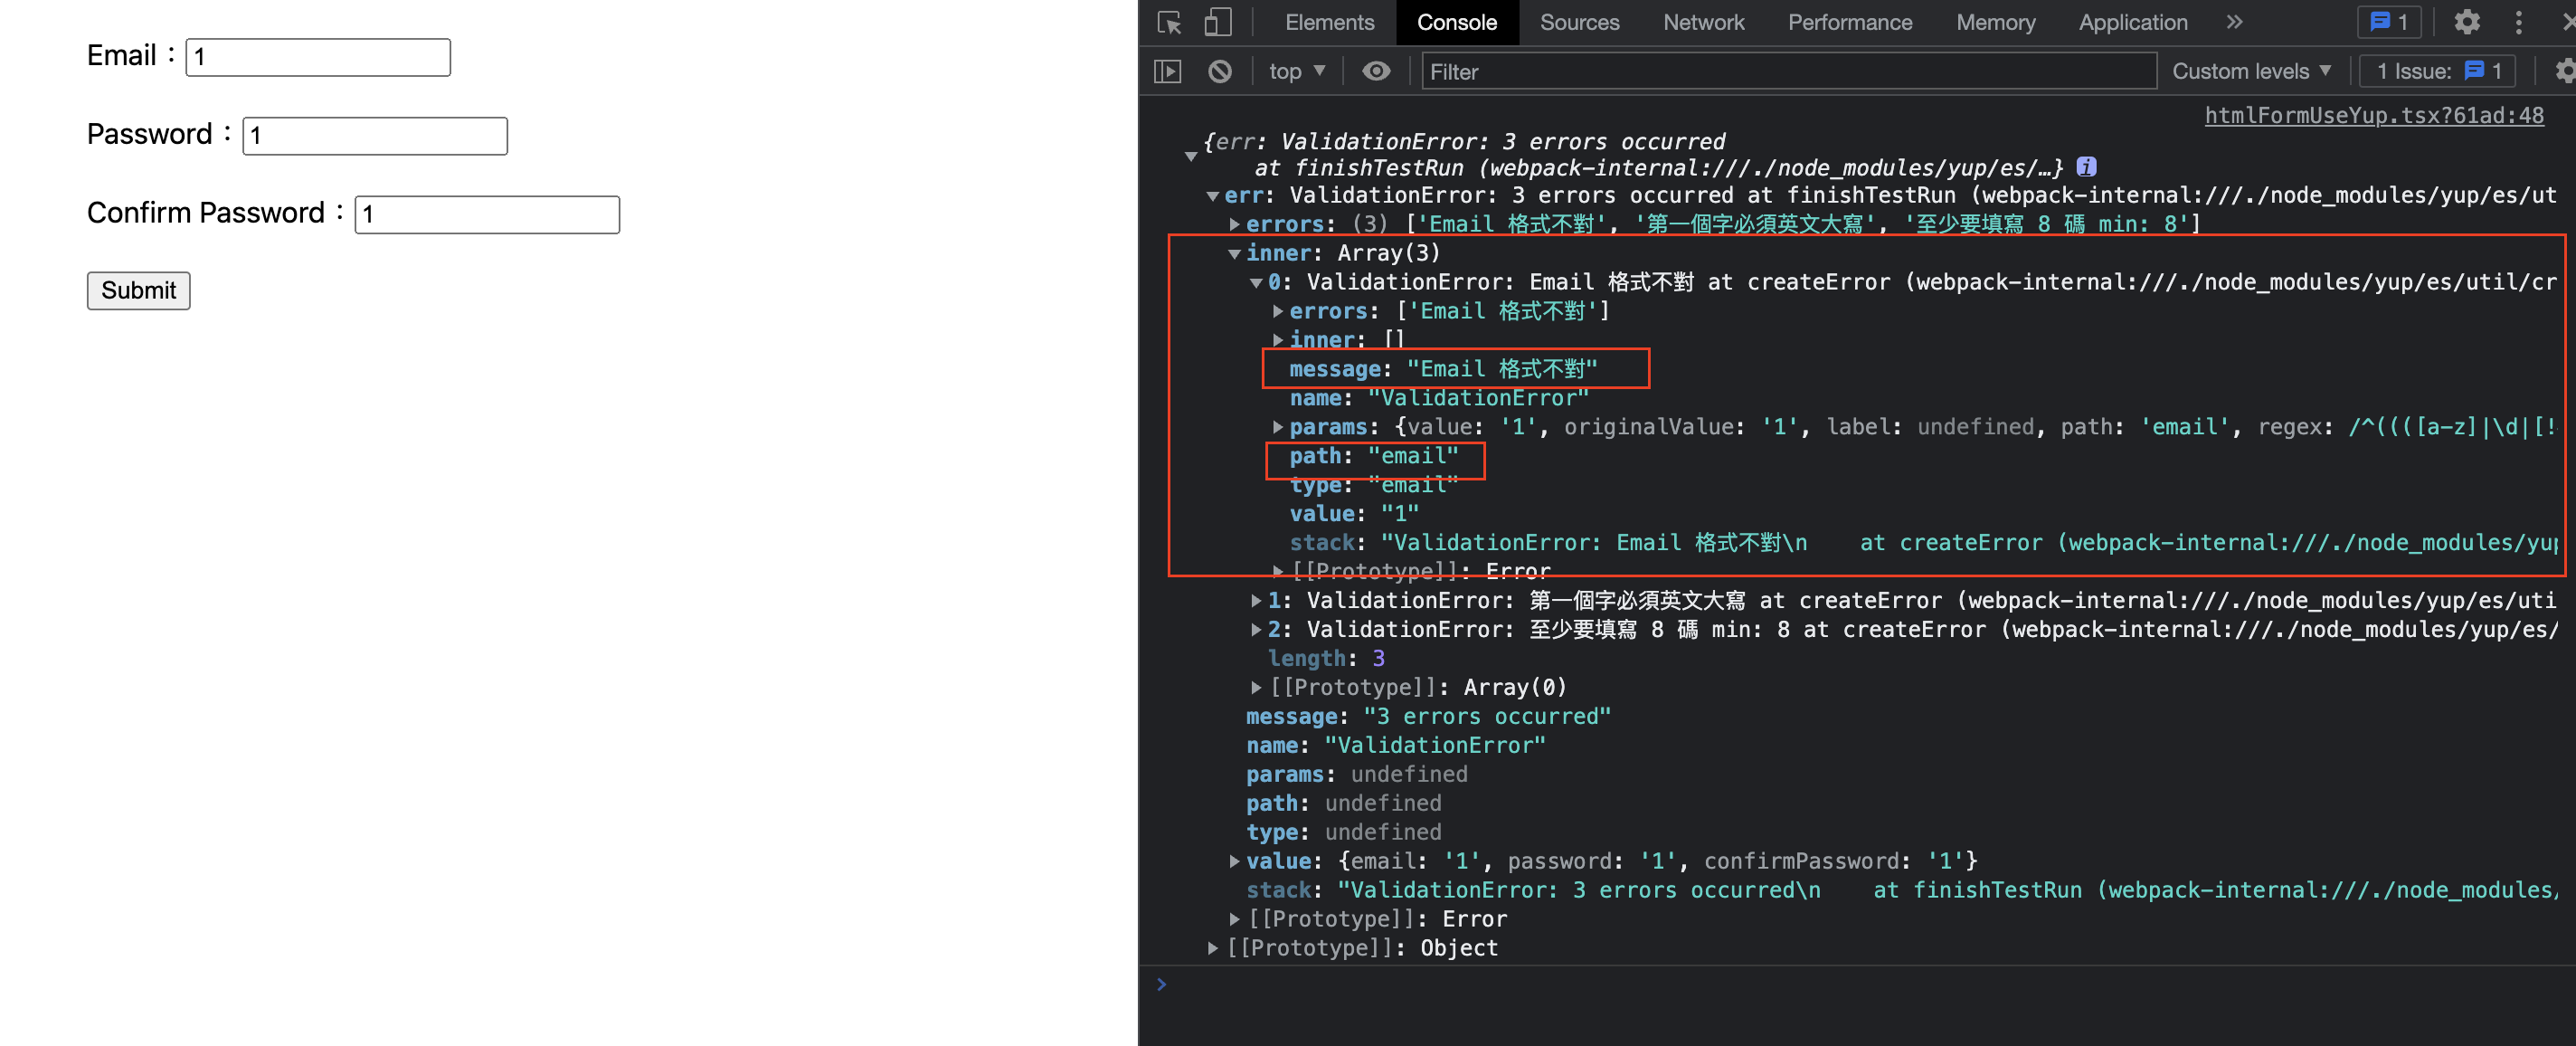 Email：1
Password：1
Confirm Password：1
Submit
Elements Console Sources Network Performance Memory Application » 1
top ▼ Filter Custom levels ▼ 1 Issue: 1
htmlFormUseYup.tsx?61ad:48
{err: ValidationError: 3 errors occurred
at finishTestRun (webpack-internal:///./node_modules/yup/es/…} i
err: ValidationError: 3 errors occurred at finishTestRun (webpack-internal:///./node_modules/yup/es/ut
errors: (3) ['Email 格式不對', '第一個字必須英文大寫', '至少要填寫 8 碼 min: 8']
inner: Array(3)
0: ValidationError: Email 格式不對 at createError (webpack-internal:///./node_modules/yup/es/util/cr
errors: ['Email 格式不對']
inner: []
message: "Email 格式不對"
name: "ValidationError"
params: {value: '1', originalValue: '1', label: undefined, path: 'email', regex: /^((([a-z]|\d|[!
path: "email"
type: "email"
value: "1"
stack: "ValidationError: Email 格式不對\n    at createError (webpack-internal:///./node_modules/yup
[[Prototype]]: Error
1: ValidationError: 第一個字必須英文大寫 at createError (webpack-internal:///./node_modules/yup/es/uti
2: ValidationError: 至少要填寫 8 碼 min: 8 at createError (webpack-internal:///./node_modules/yup/es/
length: 3
[[Prototype]]: Array(0)
message: "3 errors occurred"
name: "ValidationError"
params: undefined
path: undefined
type: undefined
value: {email: '1', password: '1', confirmPassword: '1'}
stack: "ValidationError: 3 errors occurred\n    at finishTestRun (webpack-internal:///./node_modules/
[[Prototype]]: Error
[[Prototype]]: Object